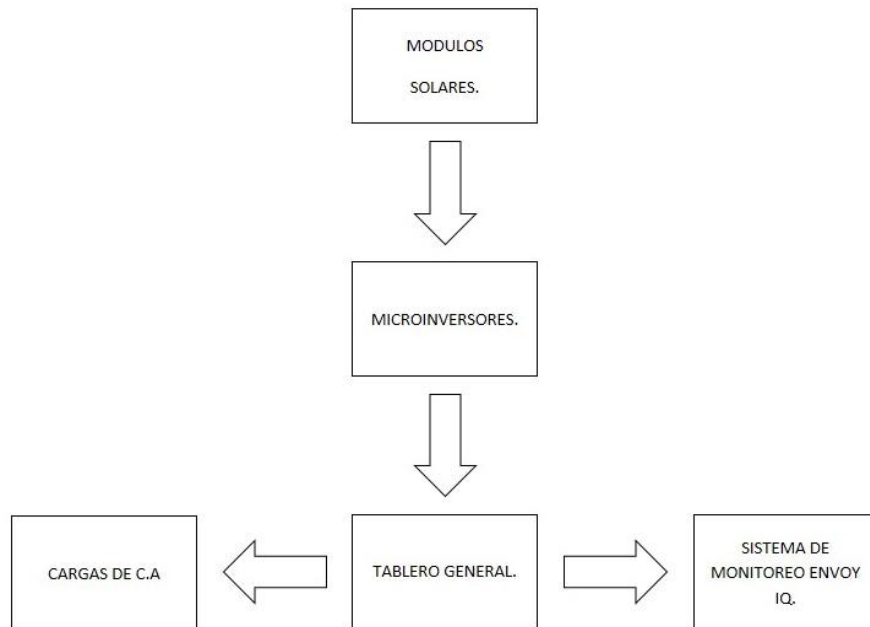 MODULOS
SOLARES.
MICROINVERSORES.
CARGAS DE C.A
TABLERO GENERAL.
SISTEMA DE
MONITOREO ENVOY
IQ.